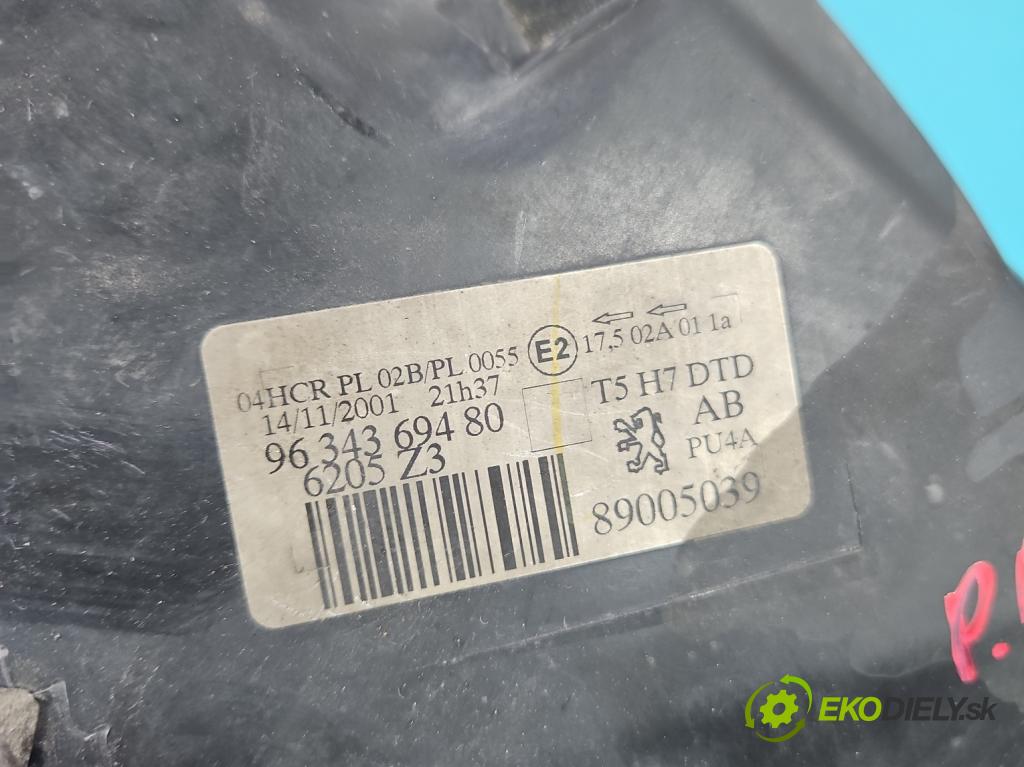 04HCR PL 02B/PL 0055 E2 17,5 02A 01 1a
14/11/2001 21h37
96 343 694 80
6205 Z3
T5 H7 DTD
AB
PU4A
89005039
P.
EKODIELY.sk